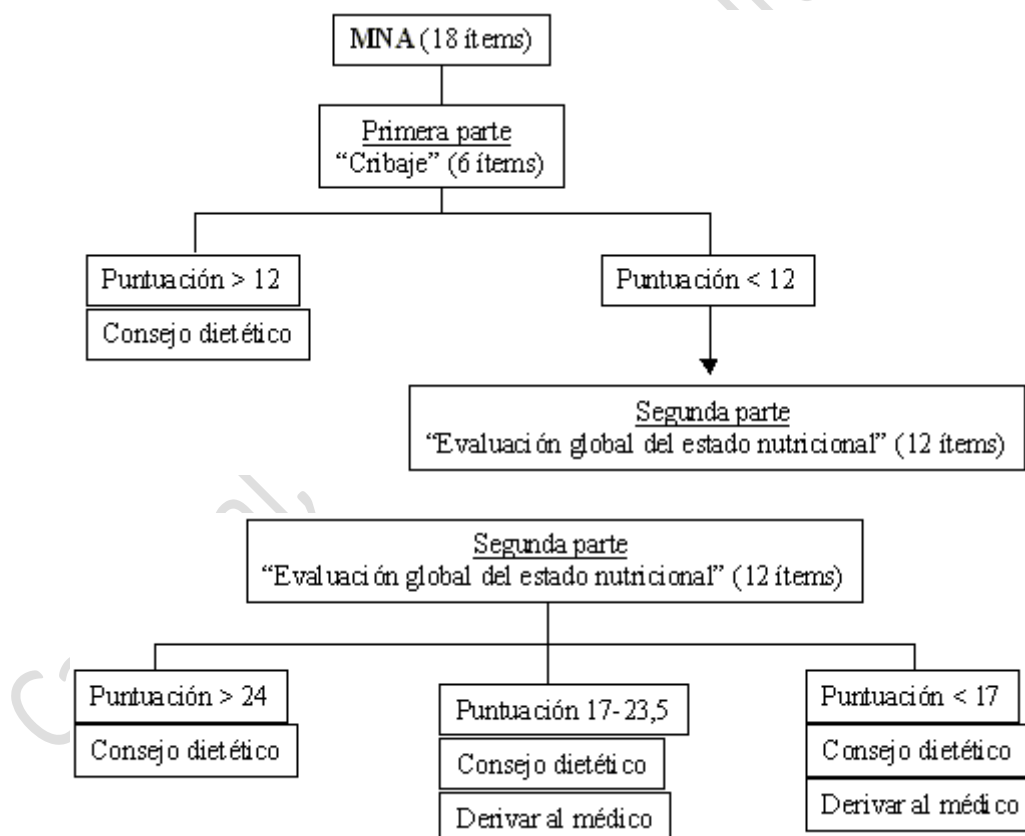 MNA (18 ítems)
Primera parte
“Cribaje” (6 ítems)
Puntuación > 12
Consejo dietético
Puntuación < 12
Segunda parte
“Evaluación global del estado nutricional” (12 ítems)
Segunda parte
“Evaluación global del estado nutricional” (12 ítems)
Puntuación > 24
Consejo dietético
Puntuación 17-23,5
Consejo dietético
Derivar al médico
Puntuación < 17
Consejo dietético
Derivar al médico